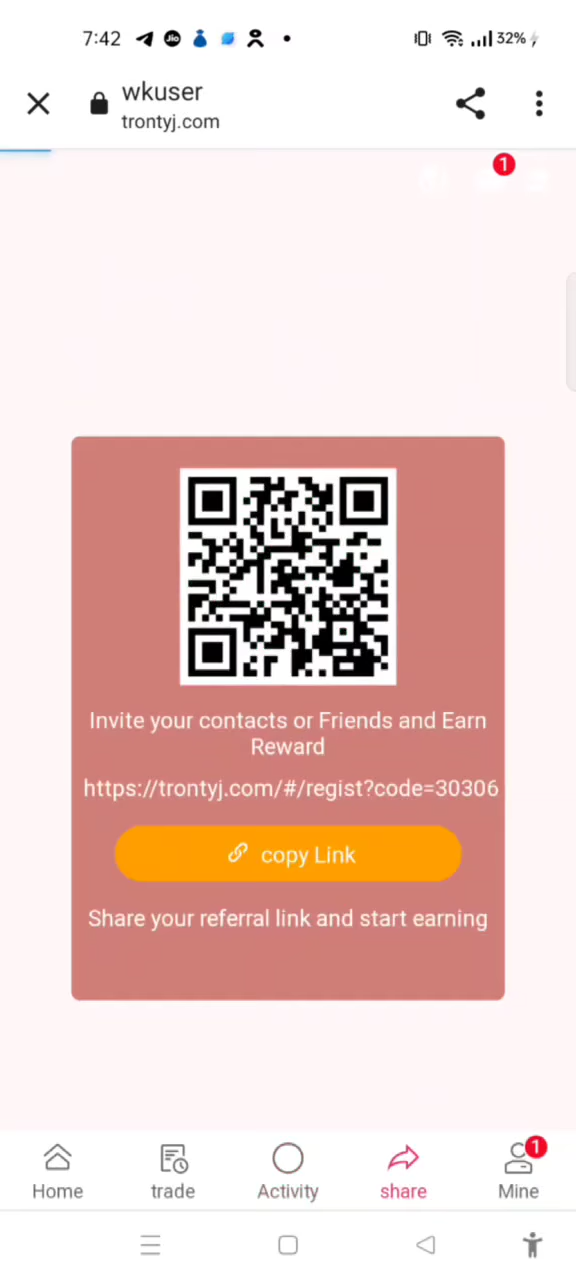 7:42
Jio
32%
wkuser
trontyj.com
1
Invite your contacts or Friends and Earn
Reward
https://trontyj.com/#/regist?code=30306
copy Link
Share your referral link and start earning
1
Home
trade
Activity
share
Mine